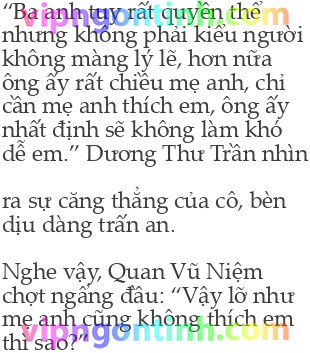 “Ba anh tuy rất quyền thế
nhưng không phải kiểu người
không màng lý lẽ, hơn nữa
ông ấy rất chiều mẹ anh, chỉ
cần mẹ anh thích em, ông ấy
nhất định sẽ không làm khó
dễ em.” Dương Thư Trần nhìn
ra sự căng thẳng của cô, bèn
dịu dàng trấn an.
Nghe vậy, Quan Vũ Niệm
chợt ngẩng đầu: “Vậy lỡ như
mẹ anh cũng không thích em
thì sao?”
vipngontinh.com
vipngontinh.com
vipngontinh.com